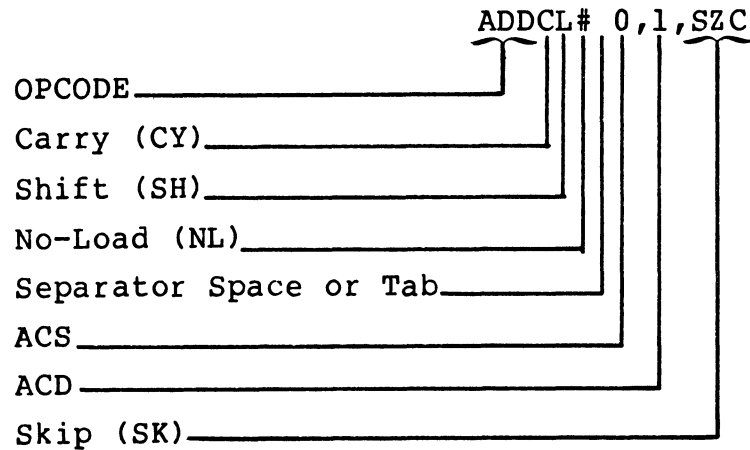 ADDCL# 0,1,SZC
OPCODE
Carry (CY)
Shift (SH)
No-Load (NL)
Separator Space or Tab
ACS
ACD
Skip (SK)